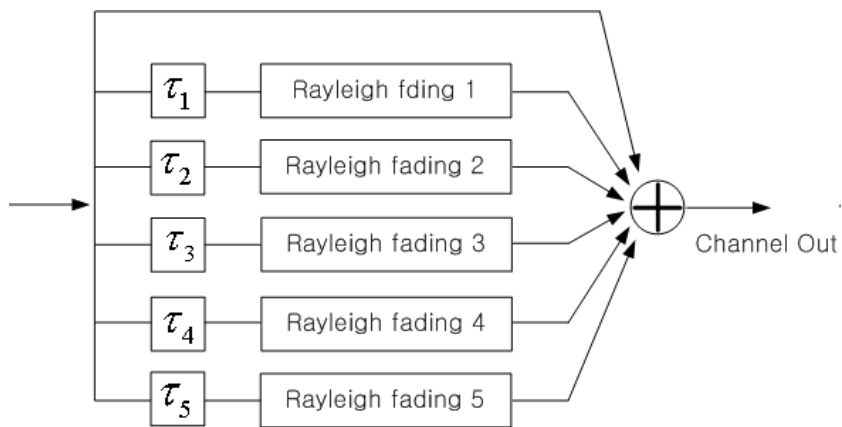 τ1 Rayleigh fding 1
τ2 Rayleigh fading 2
τ3 Rayleigh fading 3
Channel Out
τ4 Rayleigh fading 4
τ5 Rayleigh fading 5